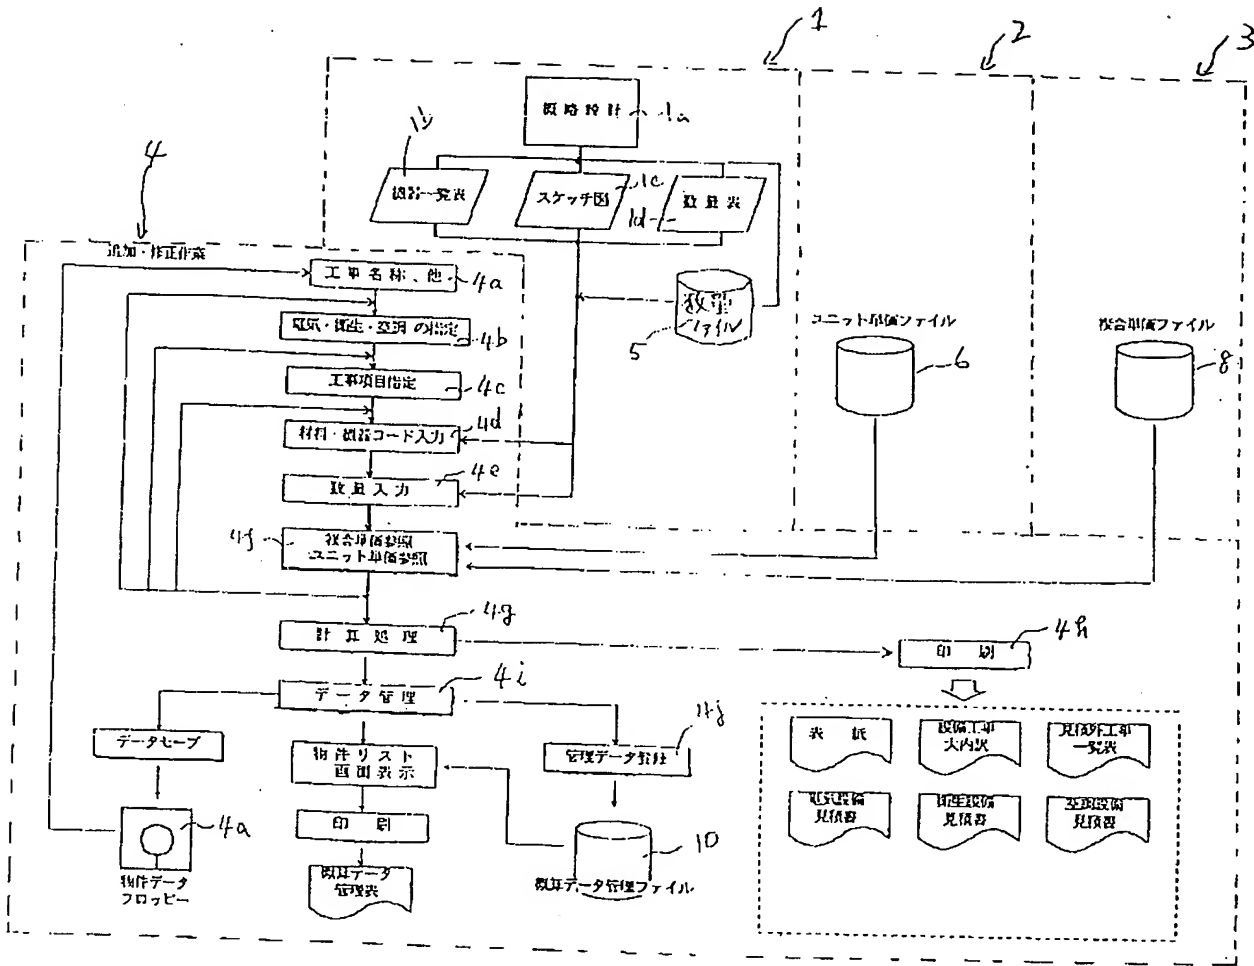 1
2
3
概略設計
1a
1b
機器一覧表
スケッチ図
1c
数量表
1d
4
追加・修正作業
工事名称、他
4a
電気・衛生・空調の指定
4b
工事項目指定
4c
材料・機器コード入力
4d
数量入力
4e
数量
ファイル
5
ユニット単価ファイル
6
複合単価ファイル
8
4f
複合単価参照
ユニット単価参照
計算処理
4g
印刷
4h
データ管理
4i
4j
データセーブ
物件リスト
画面表示
管理データ登録
印刷
4a
物件データ
フロッピー
概算データ
管理表
10
概算データ管理ファイル
表紙
設備工事
大内訳
見積外工事
一覧表
電気設備
見積書
衛生設備
見積書
空調設備
見積書